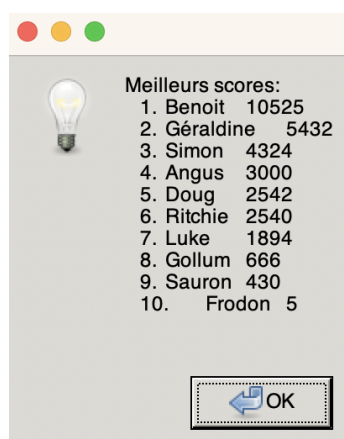 Meilleurs scores:
1. Benoit 10525
2. Géraldine 5432
3. Simon 4324
4. Angus 3000
5. Doug 2542
6. Ritchie 2540
7. Luke 1894
8. Gollum 666
9. Sauron 430
10. Frodon 5
OK